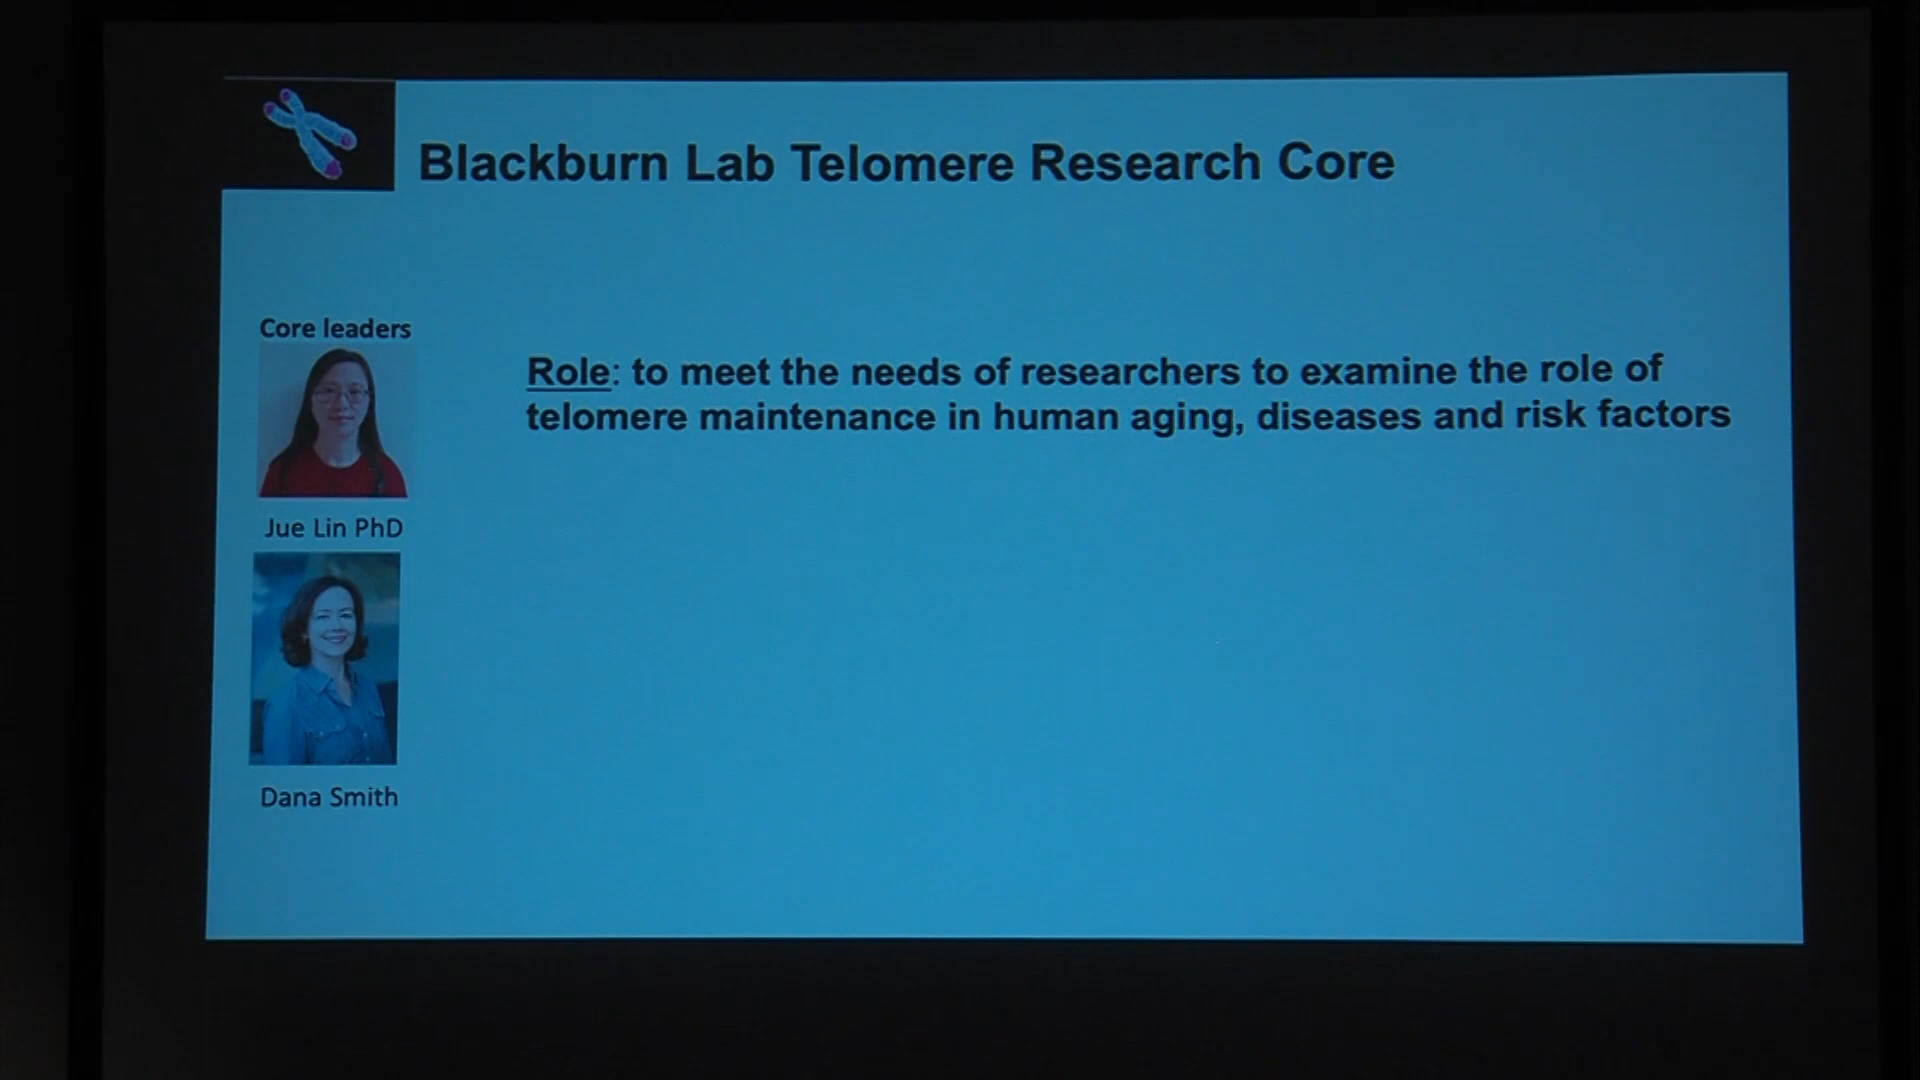 Blackburn Lab Telomere Research Core
Core leaders
Jue Lin PhD
Dana Smith
Role: to meet the needs of researchers to examine the role of
telomere maintenance in human aging, diseases and risk factors